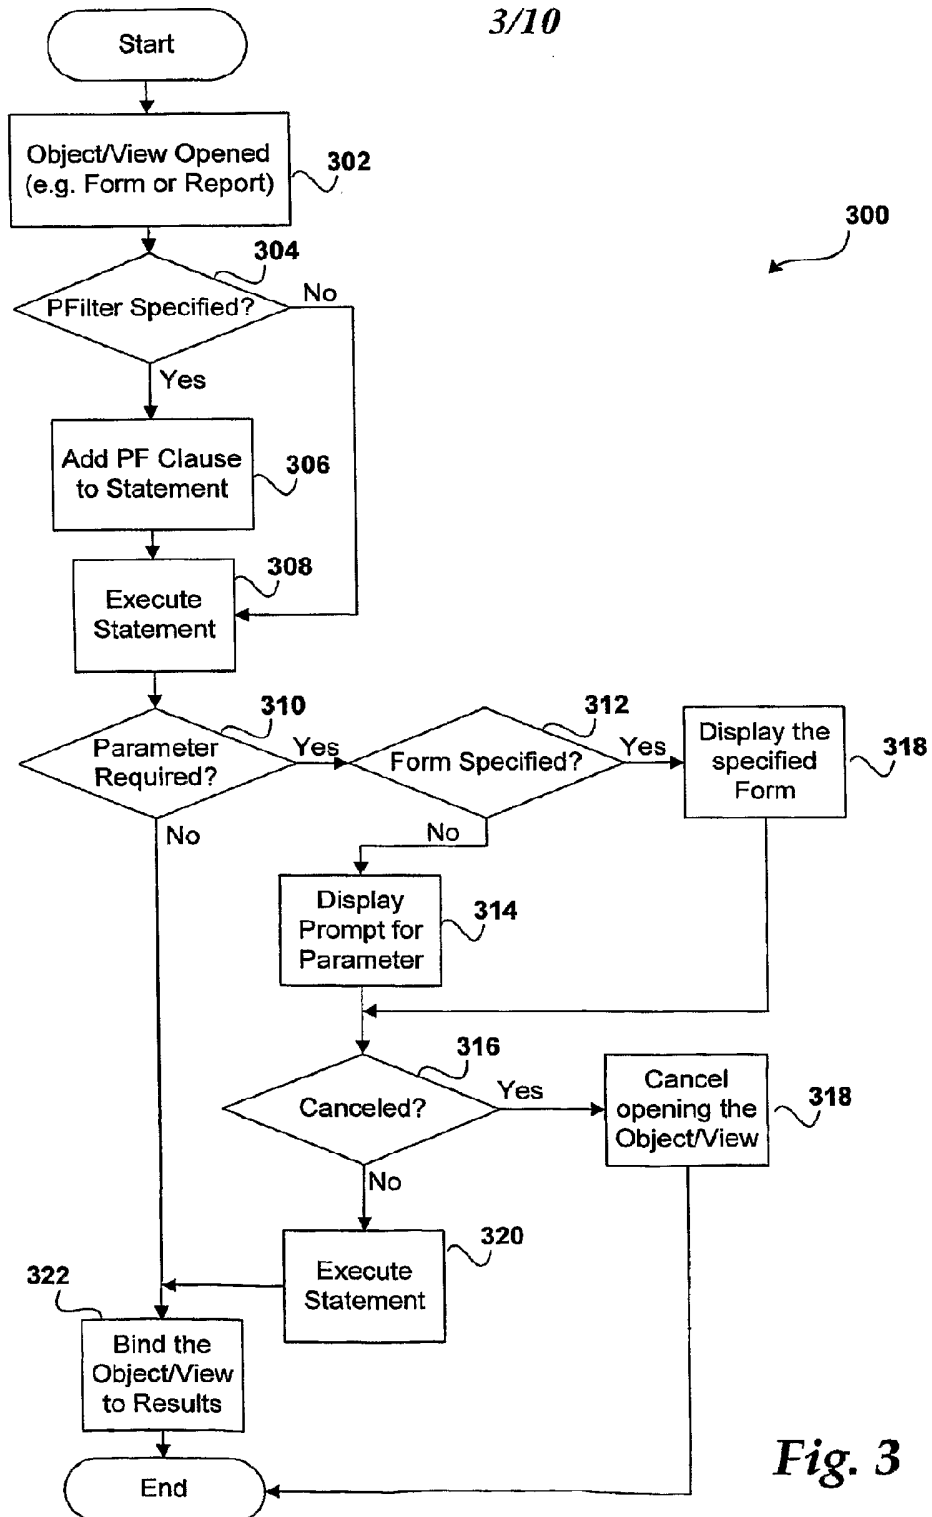 3/10
Start
Object/View Opened
(e.g. Form or Report)
302
300
304
PFilter Specified?
No
Yes
Add PF Clause
to Statement
306
308
Execute
Statement
310
Parameter
Required?
Yes
No
312
Form Specified?
Yes
No
Display the
specified
Form
318
Display
Prompt for
Parameter
314
316
Canceled?
Yes
No
Cancel
opening the
Object/View
318
320
Execute
Statement
322
Bind the
Object/View
to Results
End
Fig. 3